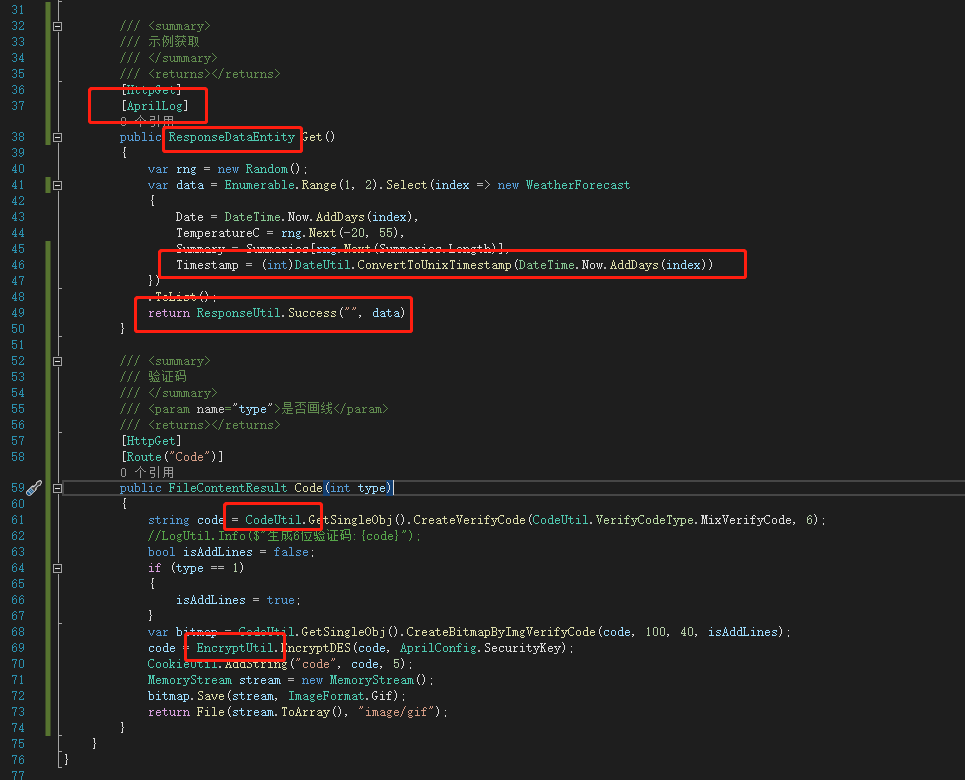 31
32 /// <summary>
33 /// 示例获取
34 /// </summary>
35 /// <returns></returns>
36 [HttpGet]
37 [AprilLog]
0 个引用
38 public ResponseDataEntity Get()
39 {
40 var rng = new Random();
41 var data = Enumerable.Range(1, 2).Select(index => new WeatherForecast
42 {
43 Date = DateTime.Now.AddDays(index),
44 TemperatureC = rng.Next(-20, 55),
45 Summary = Summaries[rng.Next(Summaries.Length)],
46 Timestamp = (int)DateUtil.ConvertToUnixTimestamp(DateTime.Now.AddDays(index))
47 })
48 .ToList();
49 return ResponseUtil.Success("", data)
50 }
51
52 /// <summary>
53 /// 验证码
54 /// </summary>
55 /// <param name="type">是否画线</param>
56 /// <returns></returns>
57 [HttpGet]
58 [Route("Code")]
0 个引用
59 public FileContentResult Code(int type)
60 {
61 string code = CodeUtil.GetSingleObj().CreateVerifyCode(CodeUtil.VerifyCodeType.MixVerifyCode, 6);
62 //LogUtil.Info($"生成6位验证码:{code}");
63 bool isAddLines = false;
64 if (type == 1)
65 {
66 isAddLines = true;
67 }
68 var bitmap = CodeUtil.GetSingleObj().CreateBitmapByImgVerifyCode(code, 100, 40, isAddLines);
69 code = EncryptUtil.EncryptDES(code, AprilConfig.SecurityKey);
70 CookieUtil.AddString("code", code, 5);
71 MemoryStream stream = new MemoryStream();
72 bitmap.Save(stream, ImageFormat.Gif);
73 return File(stream.ToArray(), "image/gif");
74 }
75 }
76 }
77